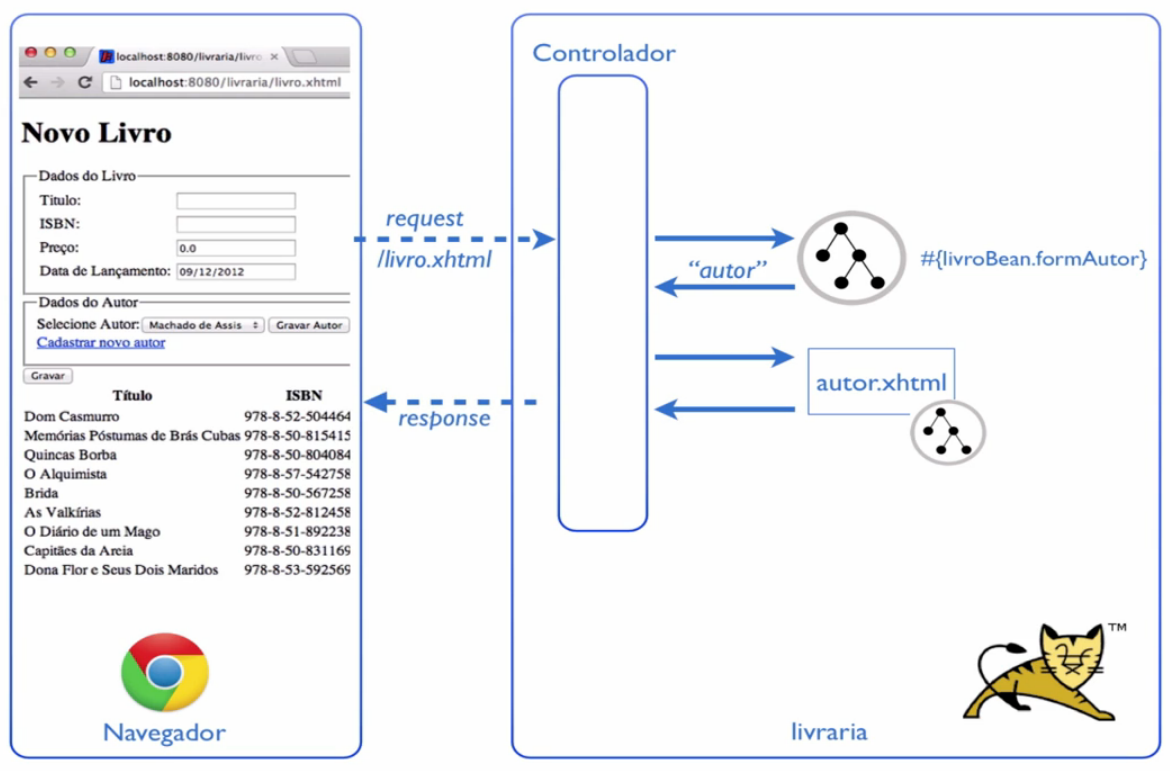 localhost:8080/livraria/livro
localhost:8080/livraria/livro.xhtml
Novo Livro
Dados do Livro
Titulo:
ISBN:
Preço: 0.0
Data de Lançamento: 09/12/2012
Dados do Autor
Selecione Autor: Machado de Assis Gravar Autor
Cadastrar novo autor
Gravar
Título ISBN
Dom Casmurro 978-8-52-504464
Memórias Póstumas de Brás Cubas 978-8-50-815415
Quincas Borba 978-8-50-804084
O Alquimista 978-8-57-542758
Brida 978-8-50-567258
As Valkírias 978-8-52-812458
O Diário de um Mago 978-8-51-892238
Capitães da Areia 978-8-50-831169
Dona Flor e Seus Dois Maridos 978-8-53-592569
Navegador
request
/livro.xhtml
response
Controlador
"autor"
#{livroBean.formAutor}
autor.xhtml
TM
livraria